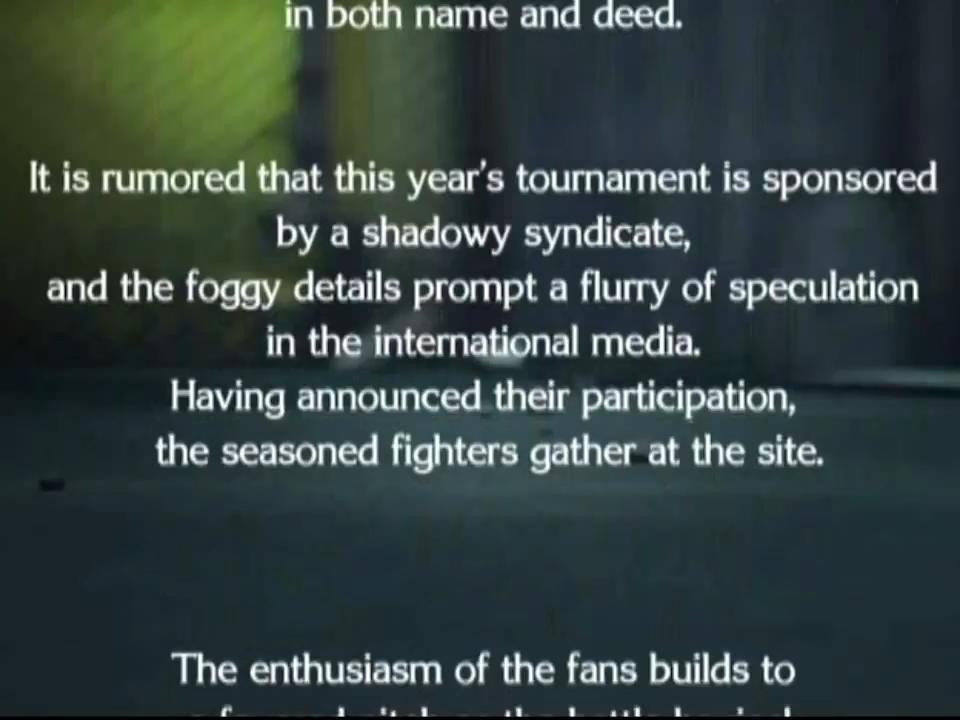 in both name and deed.
It is rumored that this year's tournament is sponsored
by a shadowy syndicate,
and the foggy details prompt a flurry of speculation
in the international media.
Having announced their participation,
the seasoned fighters gather at the site.
The enthusiasm of the fans builds to